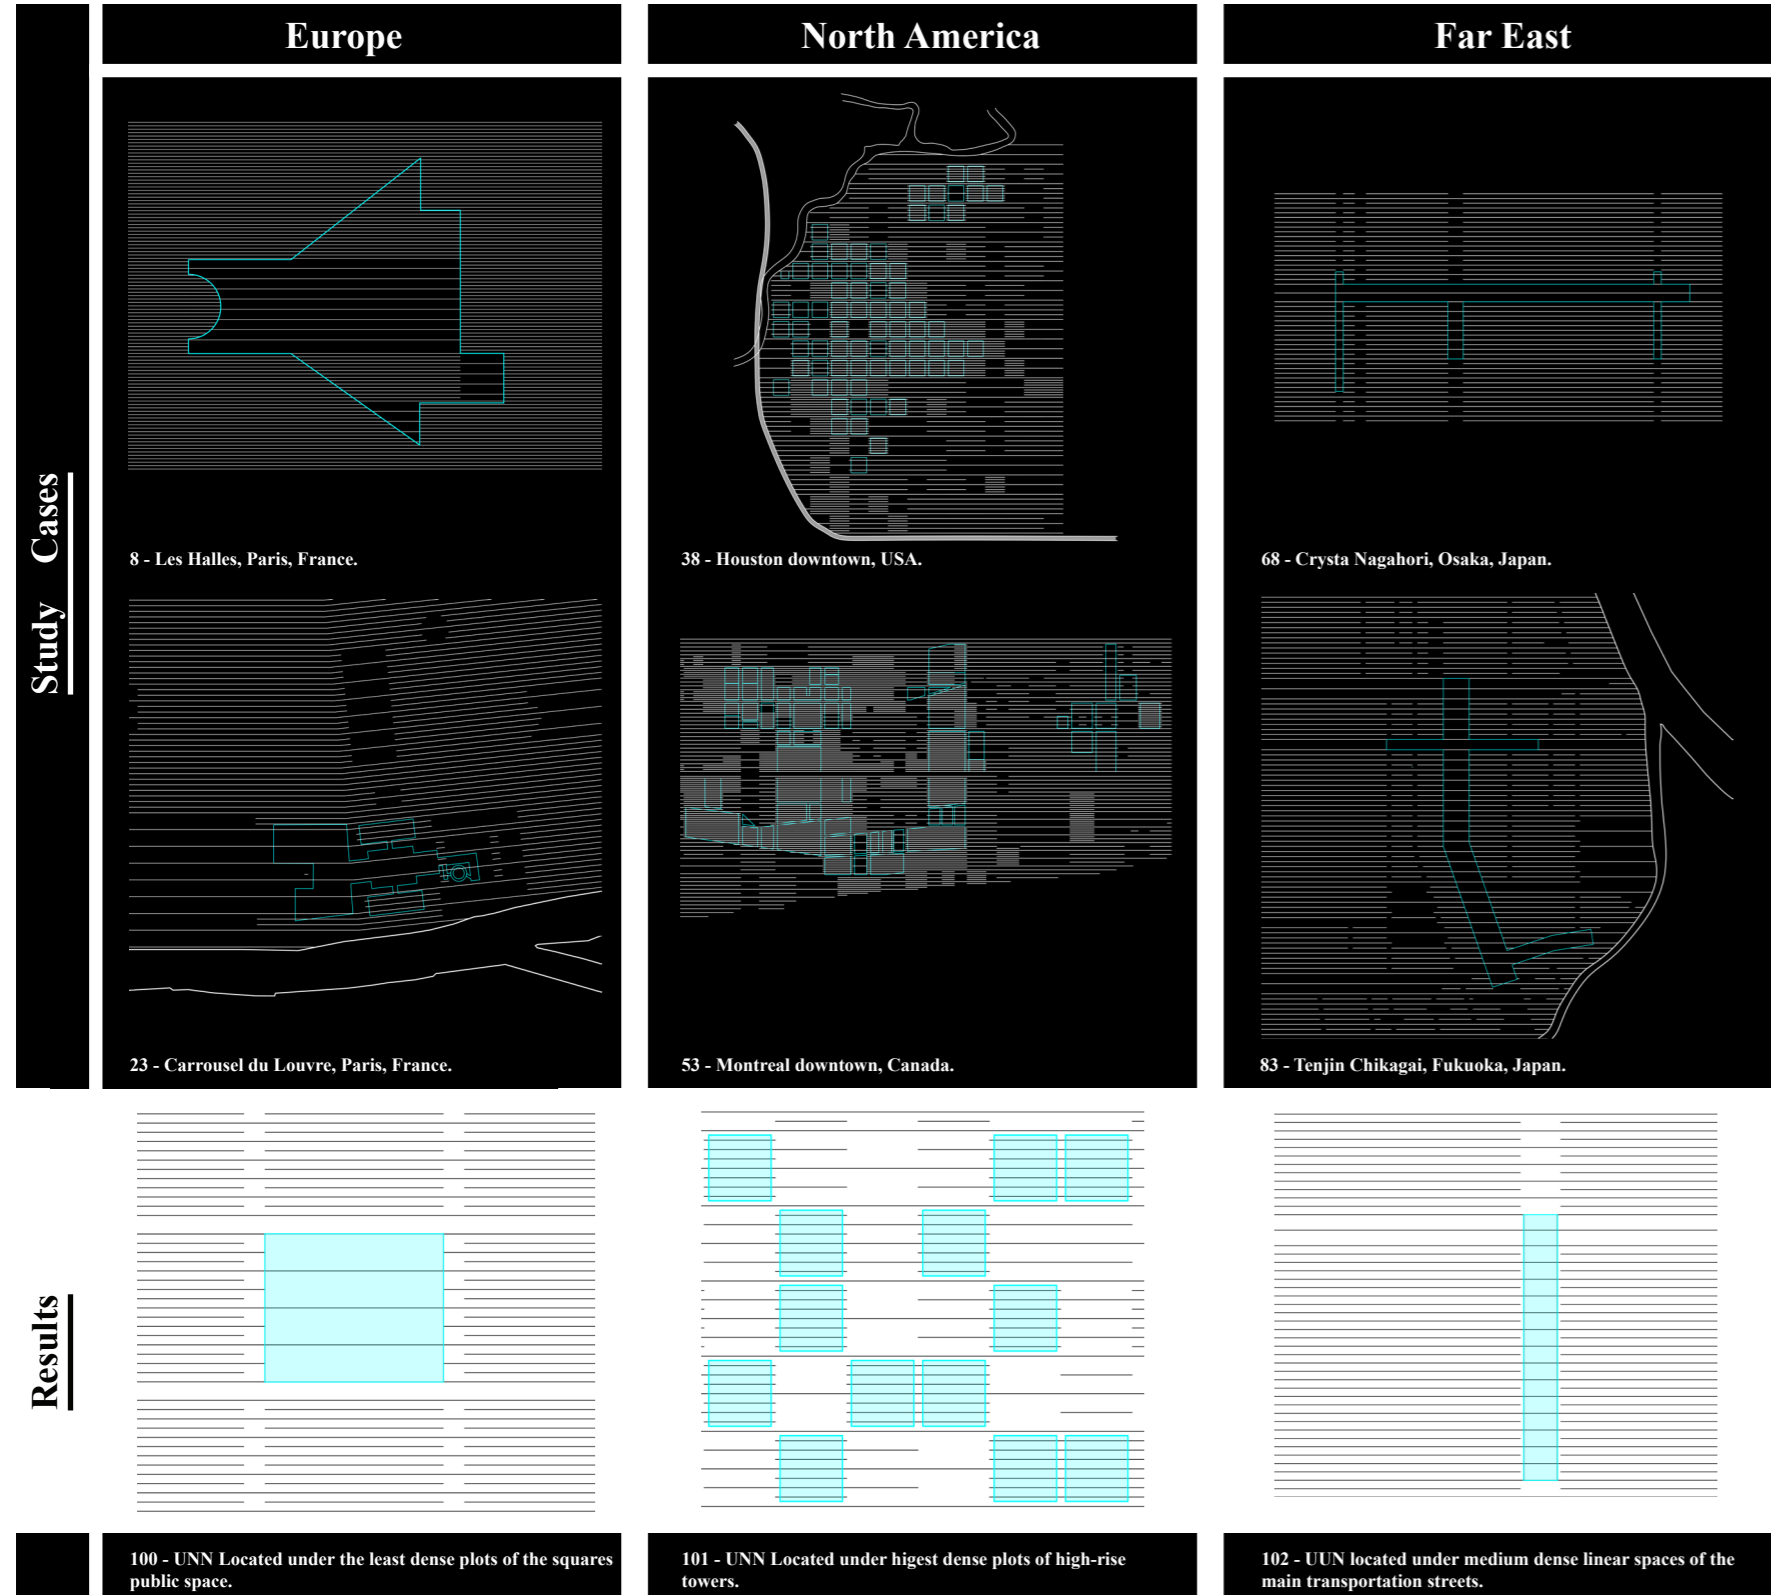 Europe
North America
Far East
Study Cases
8 - Les Halles, Paris, France.
38 - Houston downtown, USA.
68 - Crysta Nagahori, Osaka, Japan.
23 - Carrousel du Louvre, Paris, France.
53 - Montreal downtown, Canada.
83 - Tenjin Chikagai, Fukuoka, Japan.
Results
100 - UNN Located under the least dense plots of the squares
public space.
101 - UNN Located under higest dense plots of high-rise
towers.
102 - UUN located under medium dense linear spaces of the
main transportation streets.